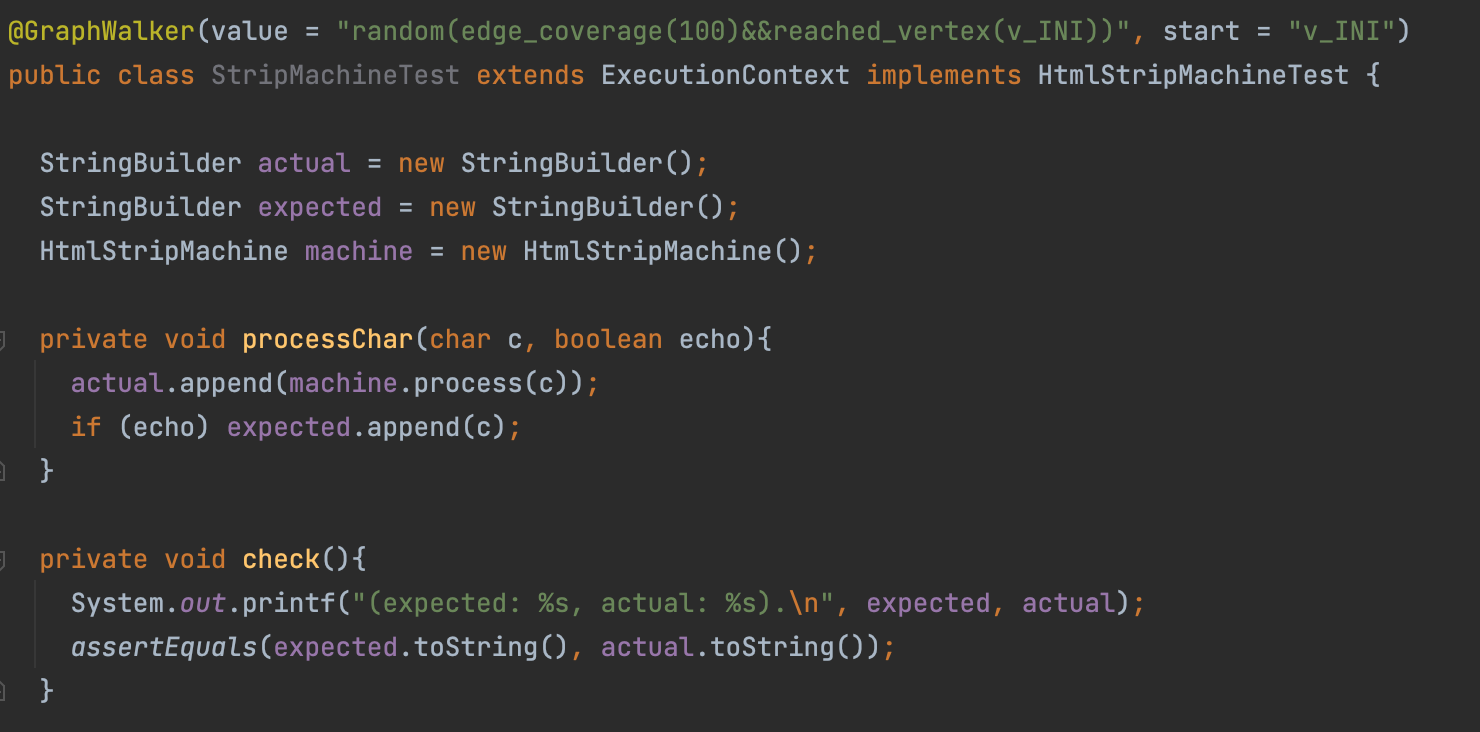 @GraphWalker(value = "random(edge_coverage(100)&&reached_vertex(v_INI))", start = "v_INI")
public class StripMachineTest extends ExecutionContext implements HtmlStripMachineTest {
StringBuilder actual = new StringBuilder();
StringBuilder expected = new StringBuilder();
HtmlStripMachine machine = new HtmlStripMachine();
private void processChar(char c, boolean echo){
actual.append(machine.process(c));
if (echo) expected.append(c);
}
private void check(){
System.out.printf("(expected: %s, actual: %s).\n", expected, actual);
assertEquals(expected.toString(), actual.toString());
}